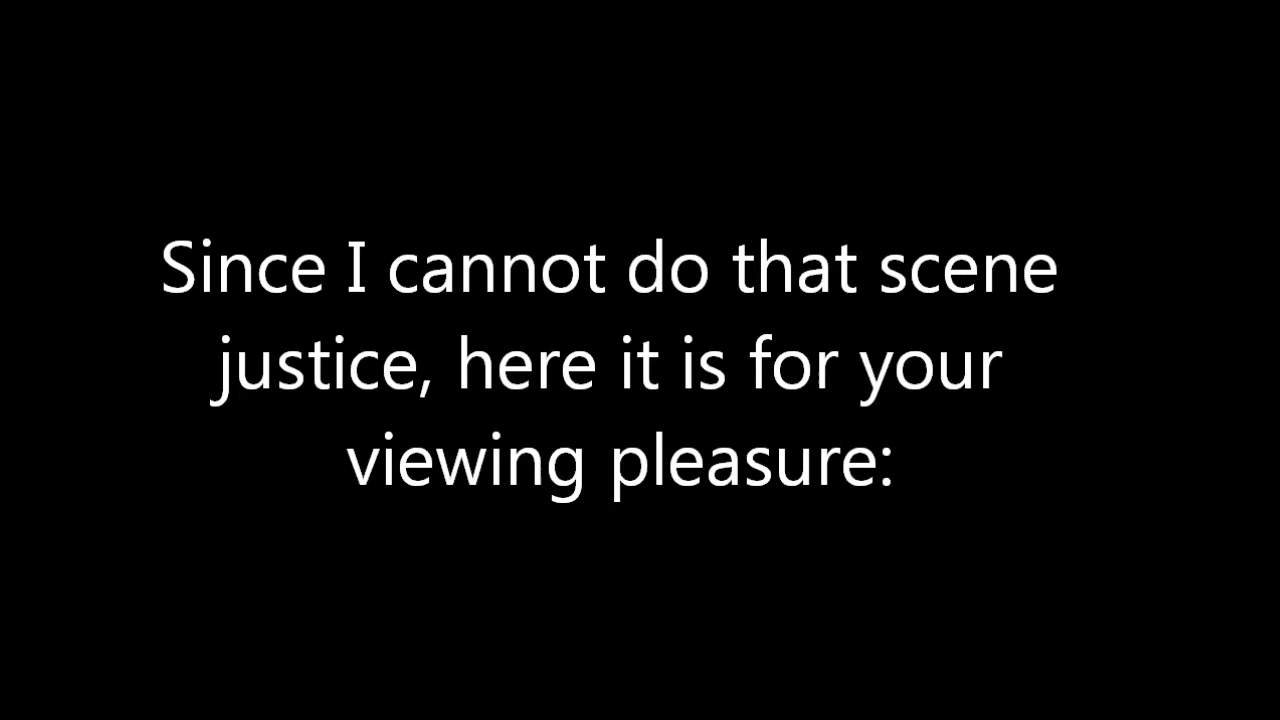 Since I cannot do that scene
justice, here it is for your
viewing pleasure: